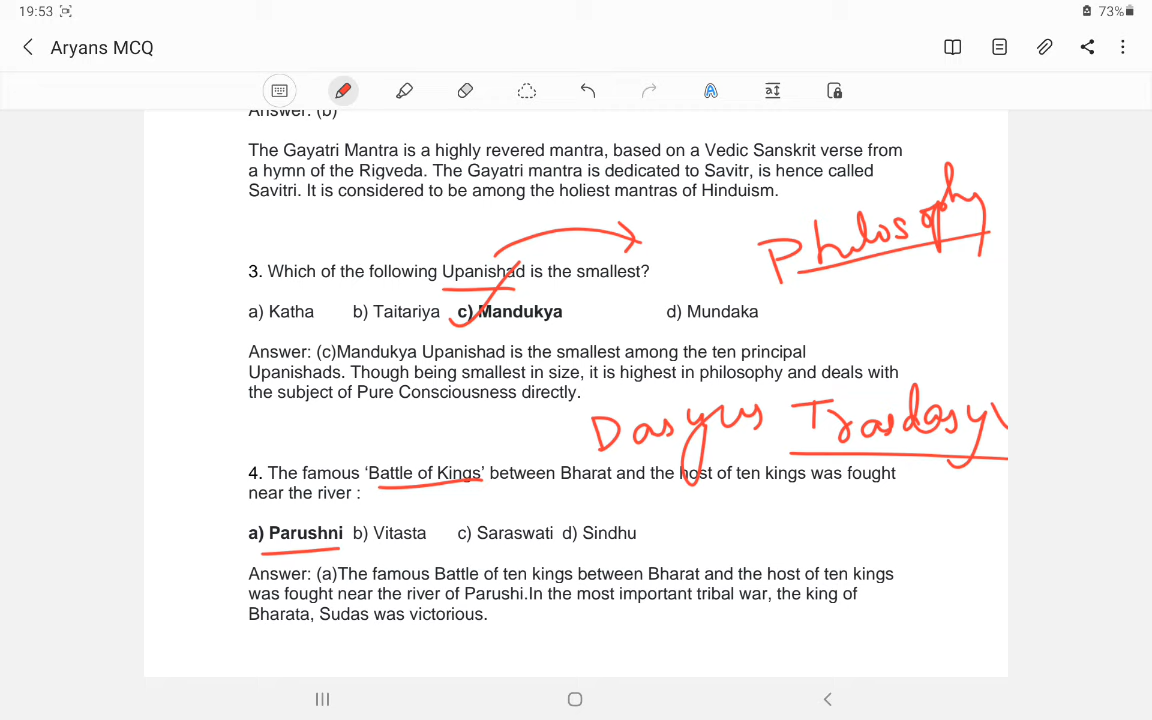 19:53
73%
Aryans MCQ
Answer: (b)
The Gayatri Mantra is a highly revered mantra, based on a Vedic Sanskrit verse from
a hymn of the Rigveda. The Gayatri mantra is dedicated to Savitr, is hence called
Savitri. It is considered to be among the holiest mantras of Hinduism.
Philosophy
3. Which of the following Upanishad is the smallest?
a) Katha b) Taitariya c) Mandukya d) Mundaka
Answer: (c)Mandukya Upanishad is the smallest among the ten principal
Upanishads. Though being smallest in size, it is highest in philosophy and deals with
the subject of Pure Consciousness directly.
Dasyus Trasdasyu
4. The famous ‘Battle of Kings’ between Bharat and the host of ten kings was fought
near the river :
a) Parushni b) Vitasta c) Saraswati d) Sindhu
Answer: (a)The famous Battle of ten kings between Bharat and the host of ten kings
was fought near the river of Parushi.In the most important tribal war, the king of
Bharata, Sudas was victorious.